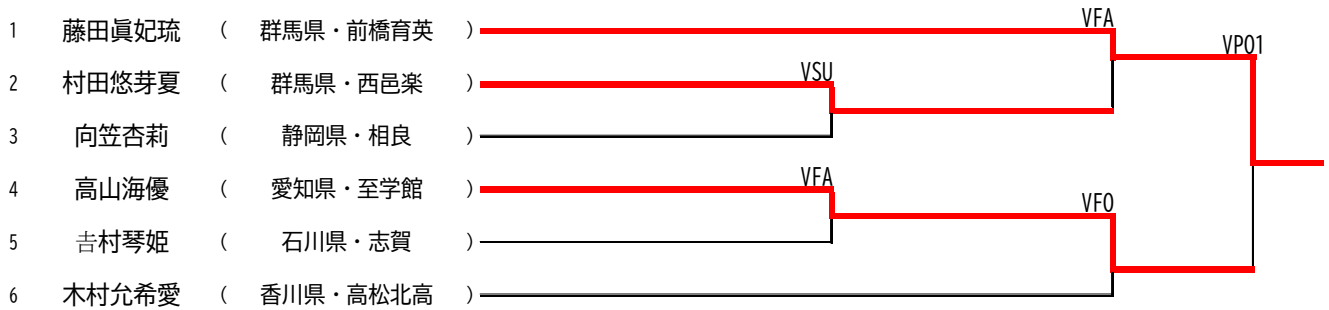 VFA
1 藤田眞妃琉 ( 群馬県・前橋育英 )
VPO1
VSU
2 村田悠芽夏 ( 群馬県・西邑楽 )
3 向笠杏莉 ( 静岡県・相良 )
VFA
4 高山海優 ( 愛知県・至学館 )
VFO
5 𠮷村琴姫 ( 石川県・志賀 )
6 木村允希愛 ( 香川県・高松北高 )